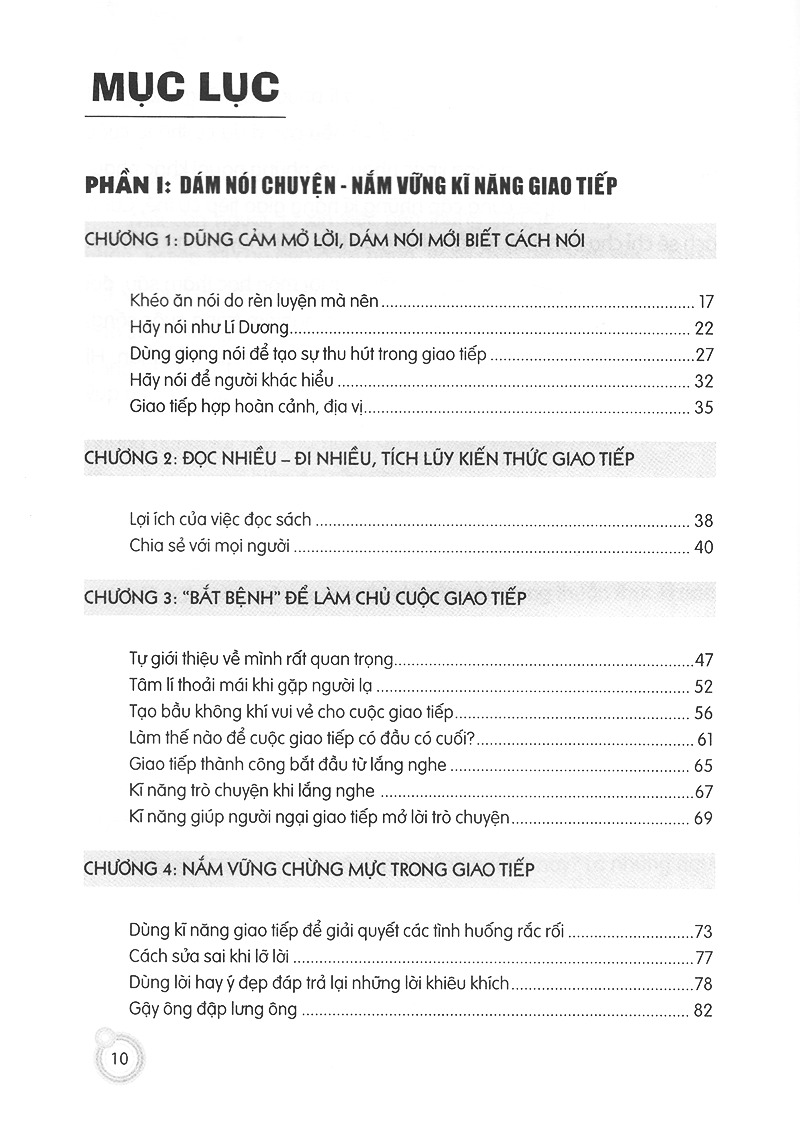 MỤC LỤC
PHẦN I: DÁM NÓI CHUYỆN - NẮM VỮNG KĨ NĂNG GIAO TIẾP
CHƯƠNG 1: DŨNG CẢM MỞ LỜI, DÁM NÓI MỚI BIẾT CÁCH NÓI
Khéo ăn nói do rèn luyện mà nên ........ 17
Hãy nói như Lí Dương ........ 22
Dùng giọng nói để tạo sự thu hút trong giao tiếp ........ 27
Hãy nói để người khác hiểu ........ 32
Giao tiếp hợp hoàn cảnh, địa vị ........ 35
CHƯƠNG 2: ĐỌC NHIỀU – ĐI NHIỀU, TÍCH LŨY KIẾN THỨC GIAO TIẾP
Lợi ích của việc đọc sách ........ 38
Chia sẻ với mọi người ........ 40
CHƯƠNG 3: “BẮT BỆNH” ĐỂ LÀM CHỦ CUỘC GIAO TIẾP
Tự giới thiệu về mình rất quan trọng ........ 47
Tâm lí thoải mái khi gặp người lạ ........ 52
Tạo bầu không khí vui vẻ cho cuộc giao tiếp ........ 56
Làm thế nào để cuộc giao tiếp có đầu có cuối? ........ 61
Giao tiếp thành công bắt đầu từ lắng nghe ........ 65
Kĩ năng trò chuyện khi lắng nghe ........ 67
Kĩ năng giúp người ngại giao tiếp mở lời trò chuyện ........ 69
CHƯƠNG 4: NẮM VỮNG CHỪNG MỰC TRONG GIAO TIẾP
Dùng kĩ năng giao tiếp để giải quyết các tình huống rắc rối ........ 73
Cách sửa sai khi lỡ lời ........ 77
Dùng lời hay ý đẹp đáp trả lại những lời khiêu khích ........ 78
Gậy ông đập lưng ông ........ 82
10